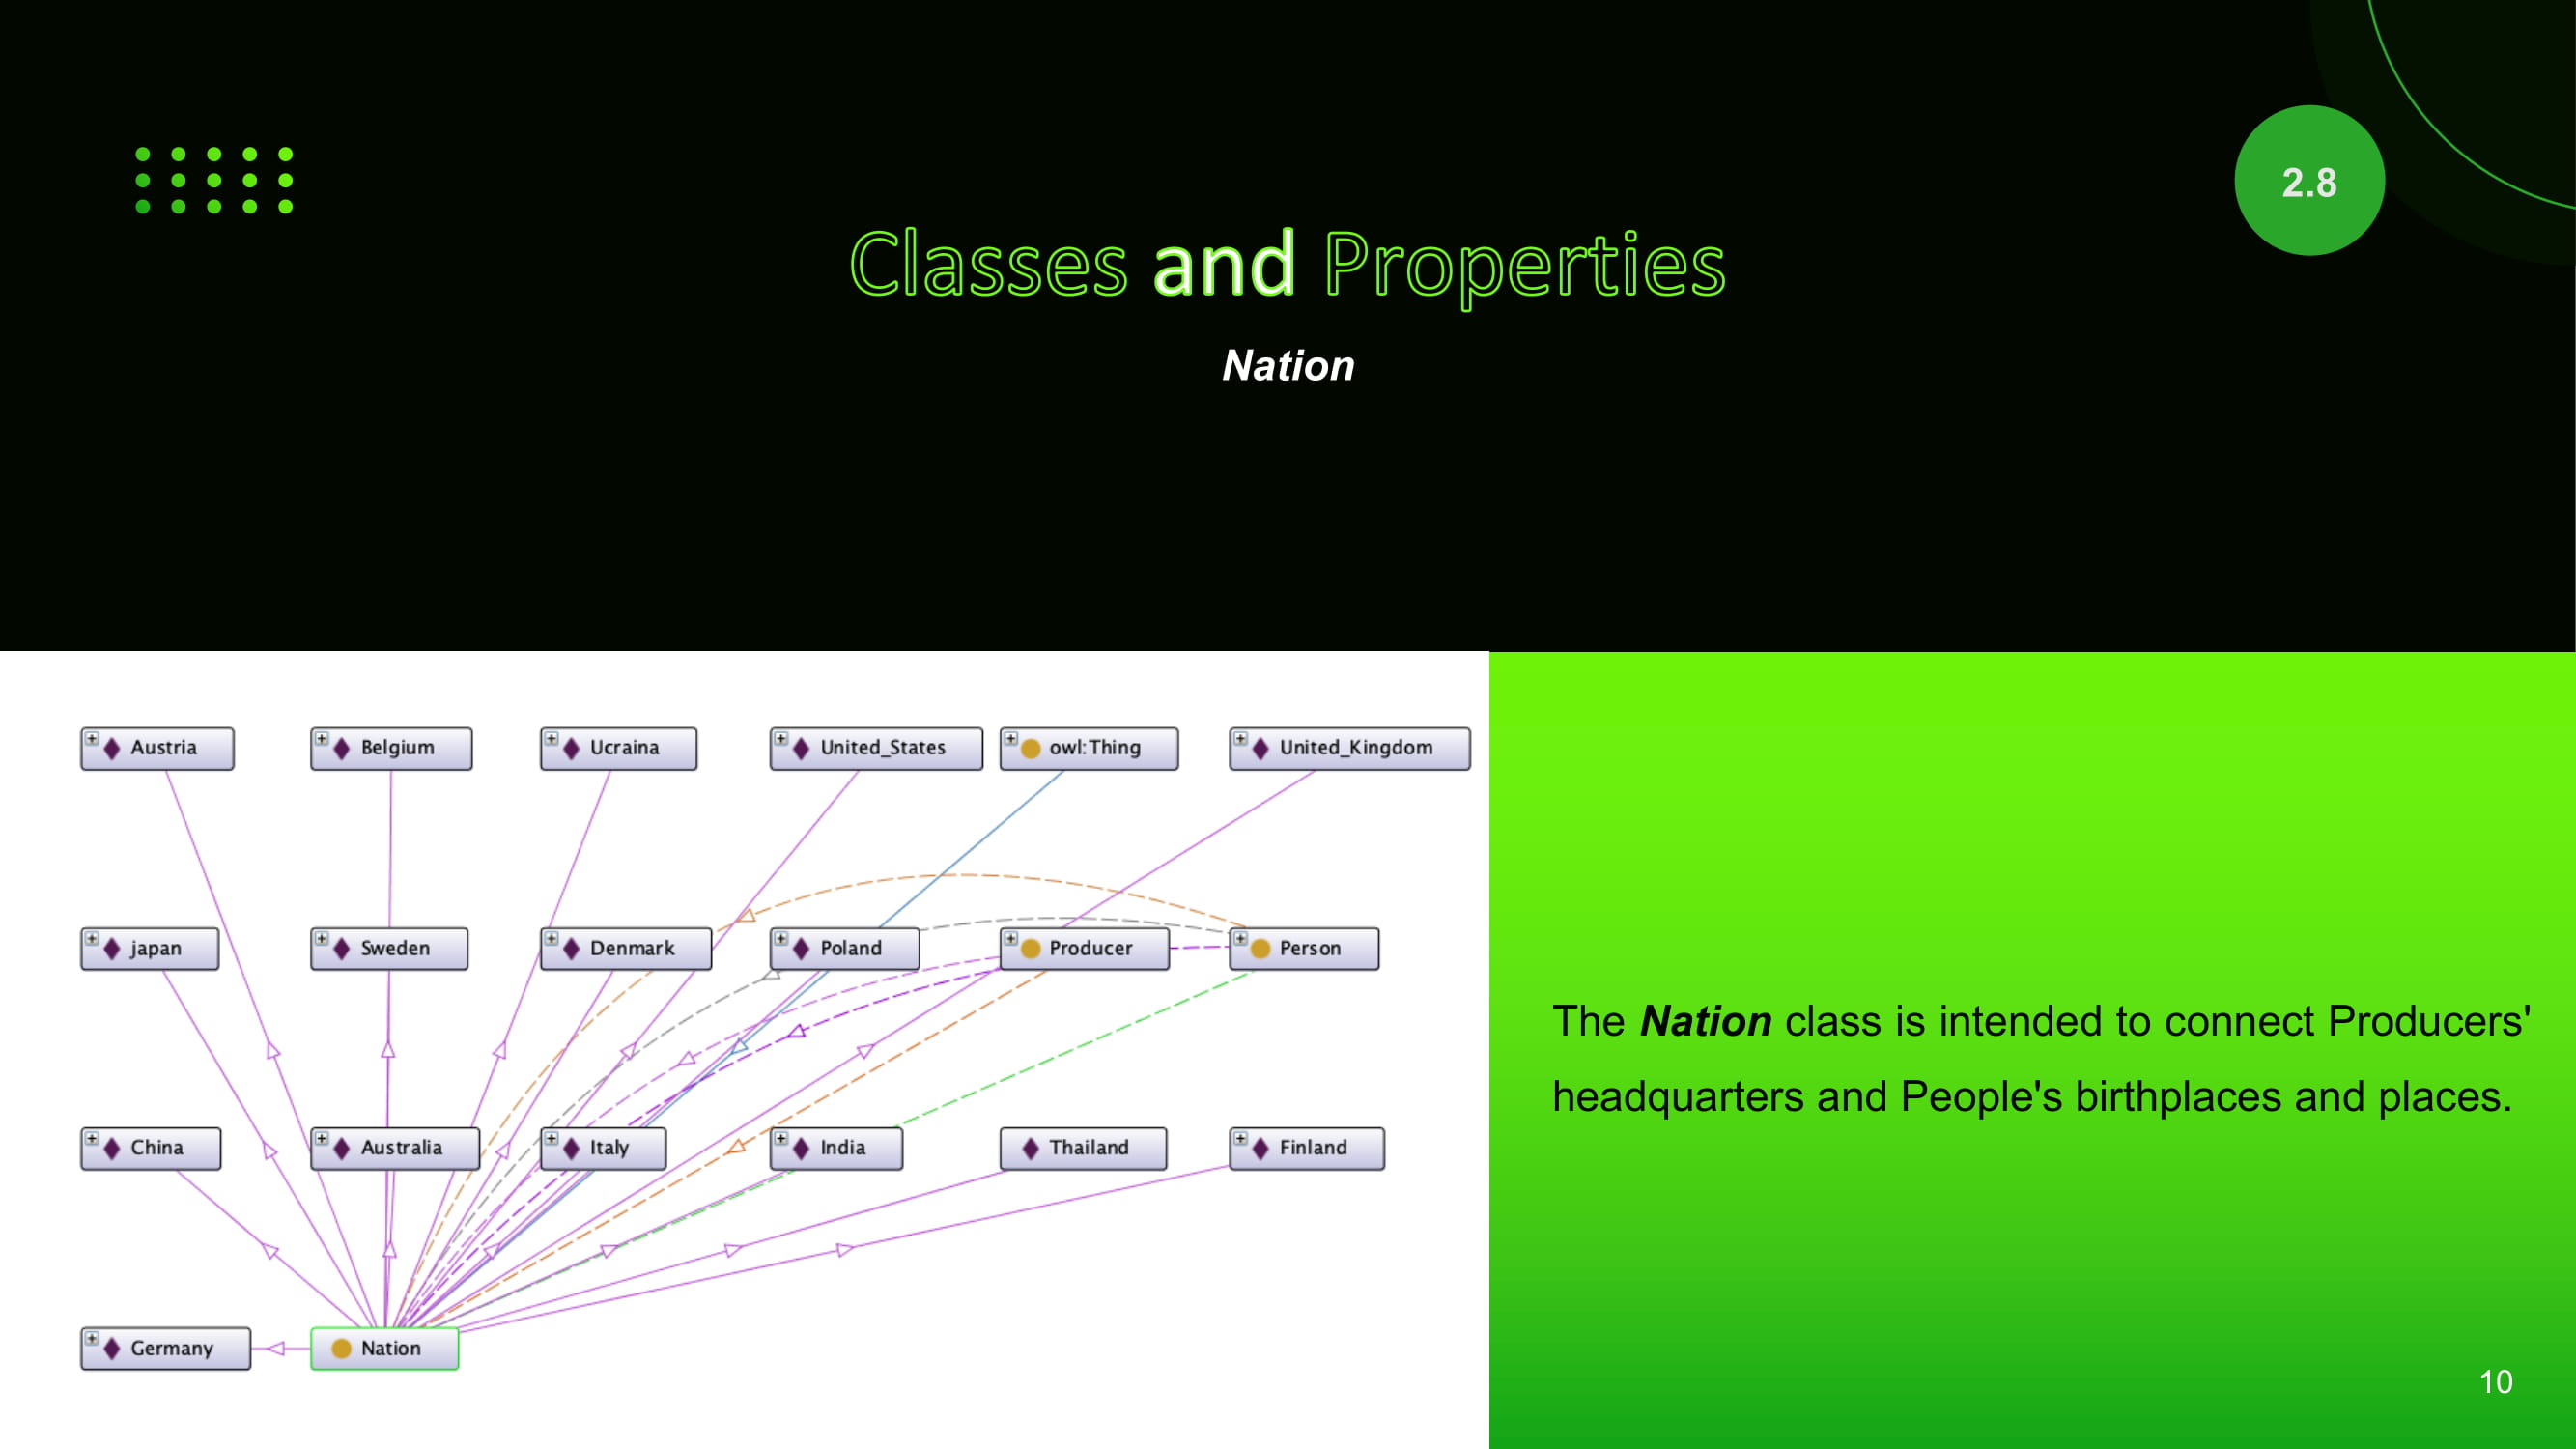 2.8
Classes and Properties
Nation
Austria
Belgium
Ucraina
United_States
owl:Thing
United_Kingdom
japan
Sweden
Denmark
Poland
Producer
Person
China
Australia
Italy
India
Thailand
Finland
Germany
Nation
The Nation class is intended to connect Producers'
headquarters and People's birthplaces and places.
10